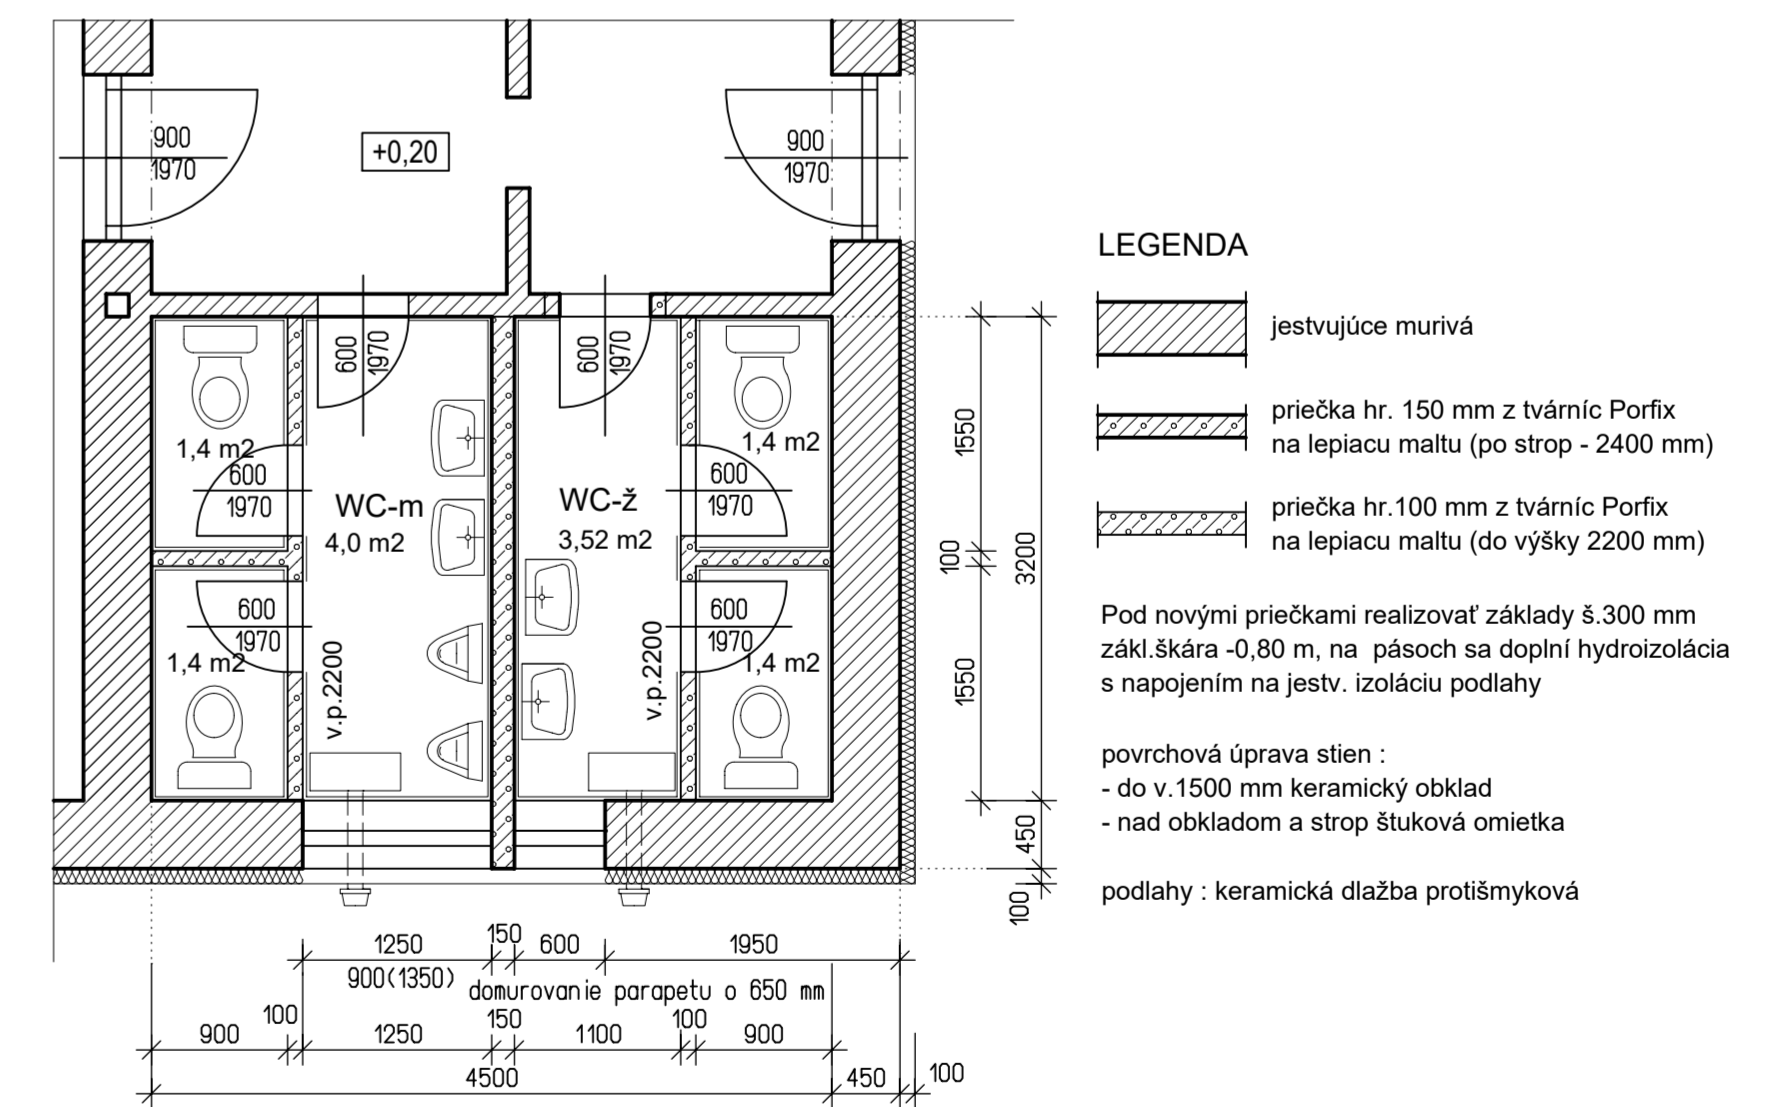 900
1970
+0,20
900
1970
600
1970
600
1970
1,4 m2
600
1970
WC-m
4,0 m2
WC-ž
3,52 m2
1,4 m2
600
1970
600
1970
1,4 m2
v.p.2200
v.p.2200
600
1970
1,4 m2
1550
100
1550
3200
450
100
1250
150
600
1950
900(1350)
domurovanie parapetu o 650 mm
900
100
1250
150
1100
100
900
4500
450
100
LEGENDA
jestvujúce murivá
priečka hr. 150 mm z tvárníc Porfix
na lepiacu maltu (po strop - 2400 mm)
priečka hr.100 mm z tvárníc Porfix
na lepiacu maltu (do výšky 2200 mm)
Pod novými priečkami realizovať základy š.300 mm
zákl.škára -0,80 m, na pásoch sa doplní hydroizolácia
s napojením na jestv. izoláciu podlahy
povrchová úprava stien :
- do v.1500 mm keramický obklad
- nad obkladom a strop štuková omietka
podlahy : keramická dlažba protišmyková